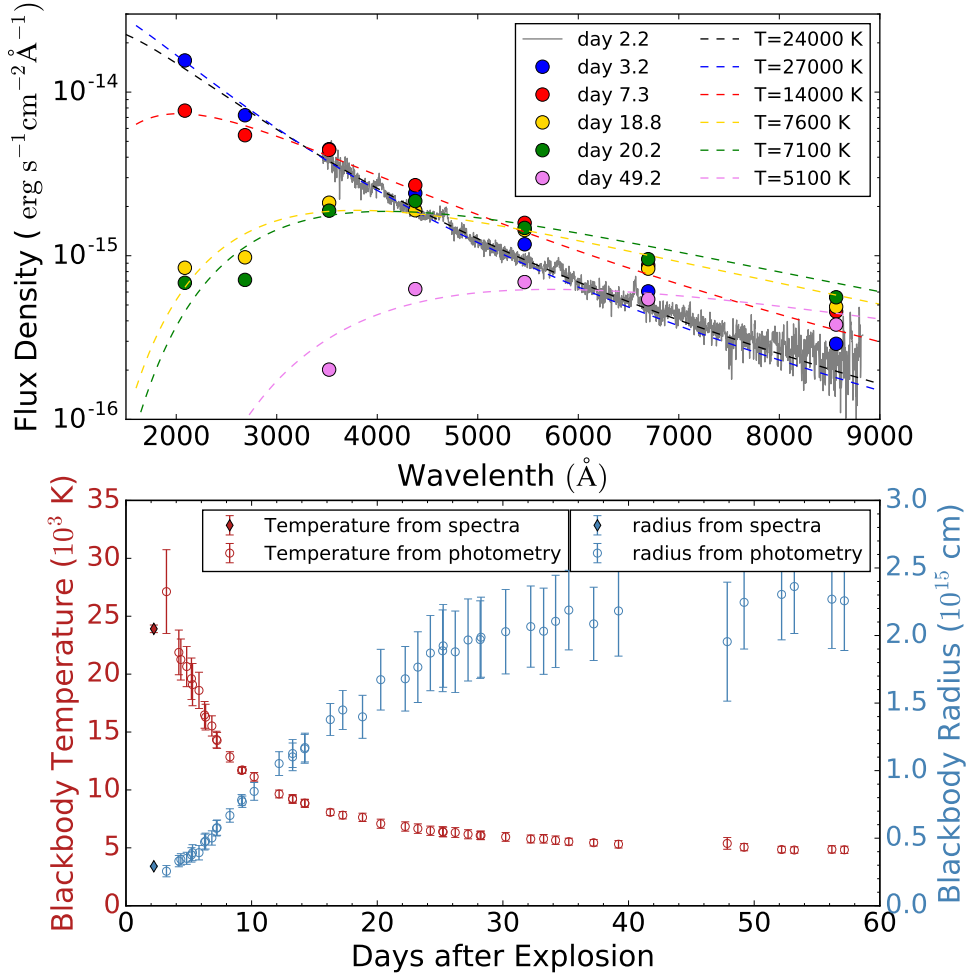 Flux Density ( erg s⁻¹cm⁻²Å⁻¹)
10⁻¹⁴
10⁻¹⁵
10⁻¹⁶
day 2.2 T=24000 K
day 3.2 T=27000 K
day 7.3 T=14000 K
day 18.8 T=7600 K
day 20.2 T=7100 K
day 49.2 T=5100 K
2000 3000 4000 5000 6000 7000 8000 9000
Wavelenth (Å)
Blackbody Temperature (10³ K)
35
30
25
20
15
10
5
0
Temperature from spectra
Temperature from photometry
radius from spectra
radius from photometry
3.0
2.5
2.0
1.5
1.0
0.5
0.0
Blackbody Radius (10¹⁵ cm)
0 10 20 30 40 50 60
Days after Explosion